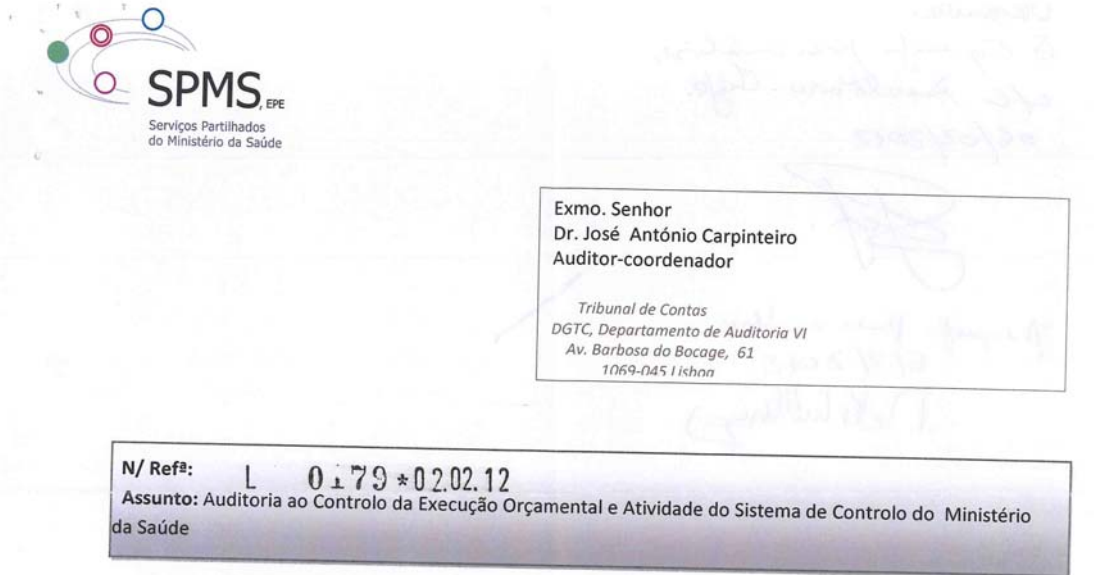 SPMS, EPE
Serviços Partilhados
do Ministério da Saúde
Exmo. Senhor
Dr. José António Carpinteiro
Auditor-coordenador
Tribunal de Contas
DGTC, Departamento de Auditoria VI
Av. Barbosa do Bocage, 61
1069-045 Lisboa
N/ Refª: L 0179*02.02.12
Assunto: Auditoria ao Controlo da Execução Orçamental e Atividade do Sistema de Controlo do Ministério
da Saúde